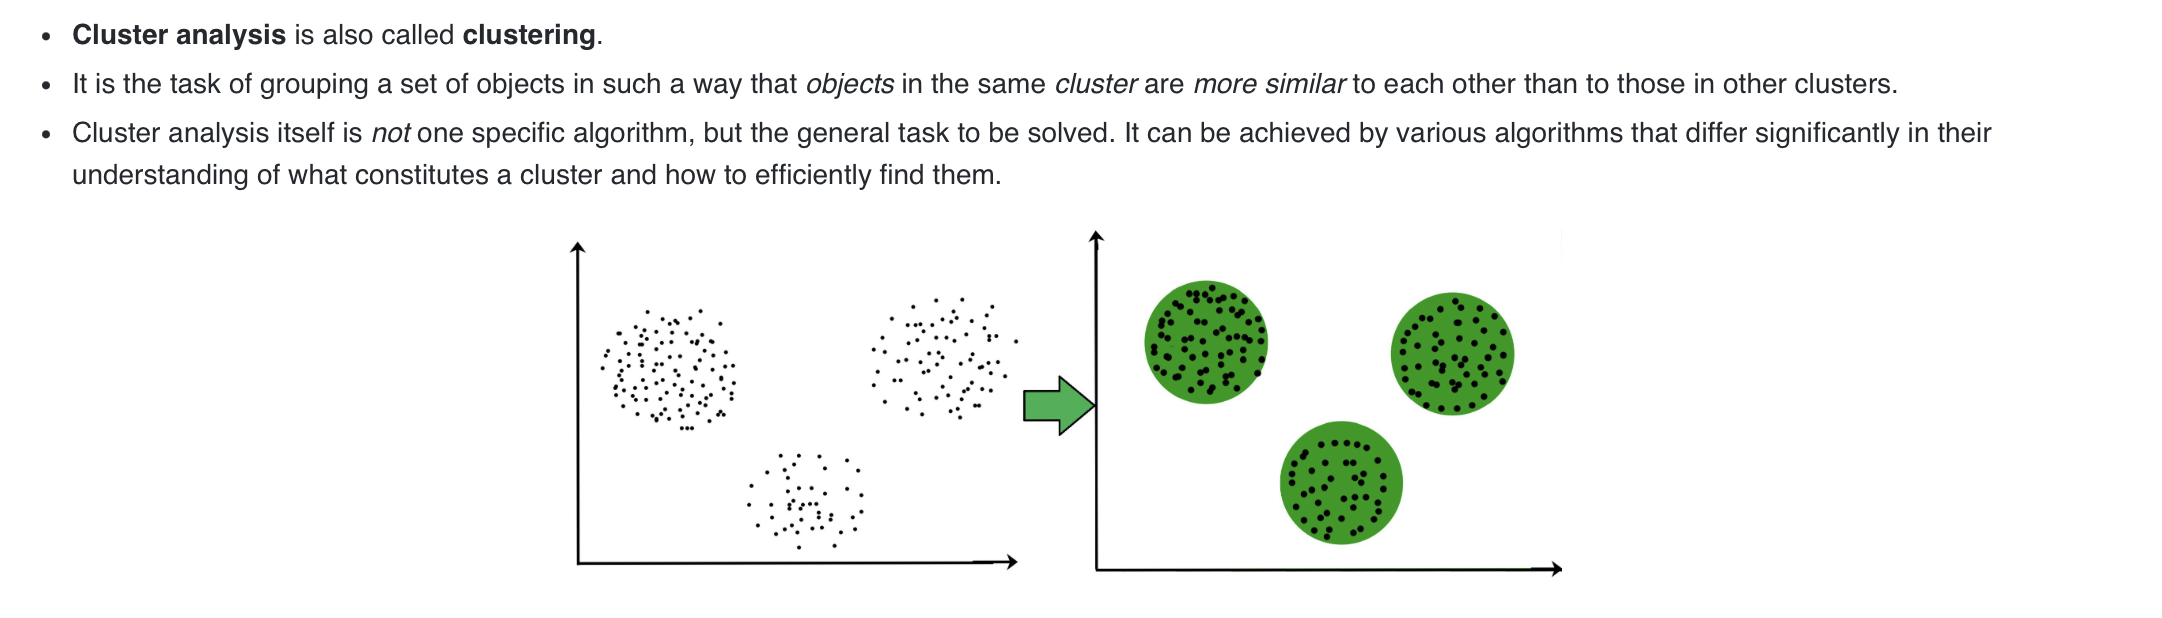 • Cluster analysis is also called clustering.
• It is the task of grouping a set of objects in such a way that objects in the same cluster are more similar to each other than to those in other clusters.
• Cluster analysis itself is not one specific algorithm, but the general task to be solved. It can be achieved by various algorithms that differ significantly in their
understanding of what constitutes a cluster and how to efficiently find them.